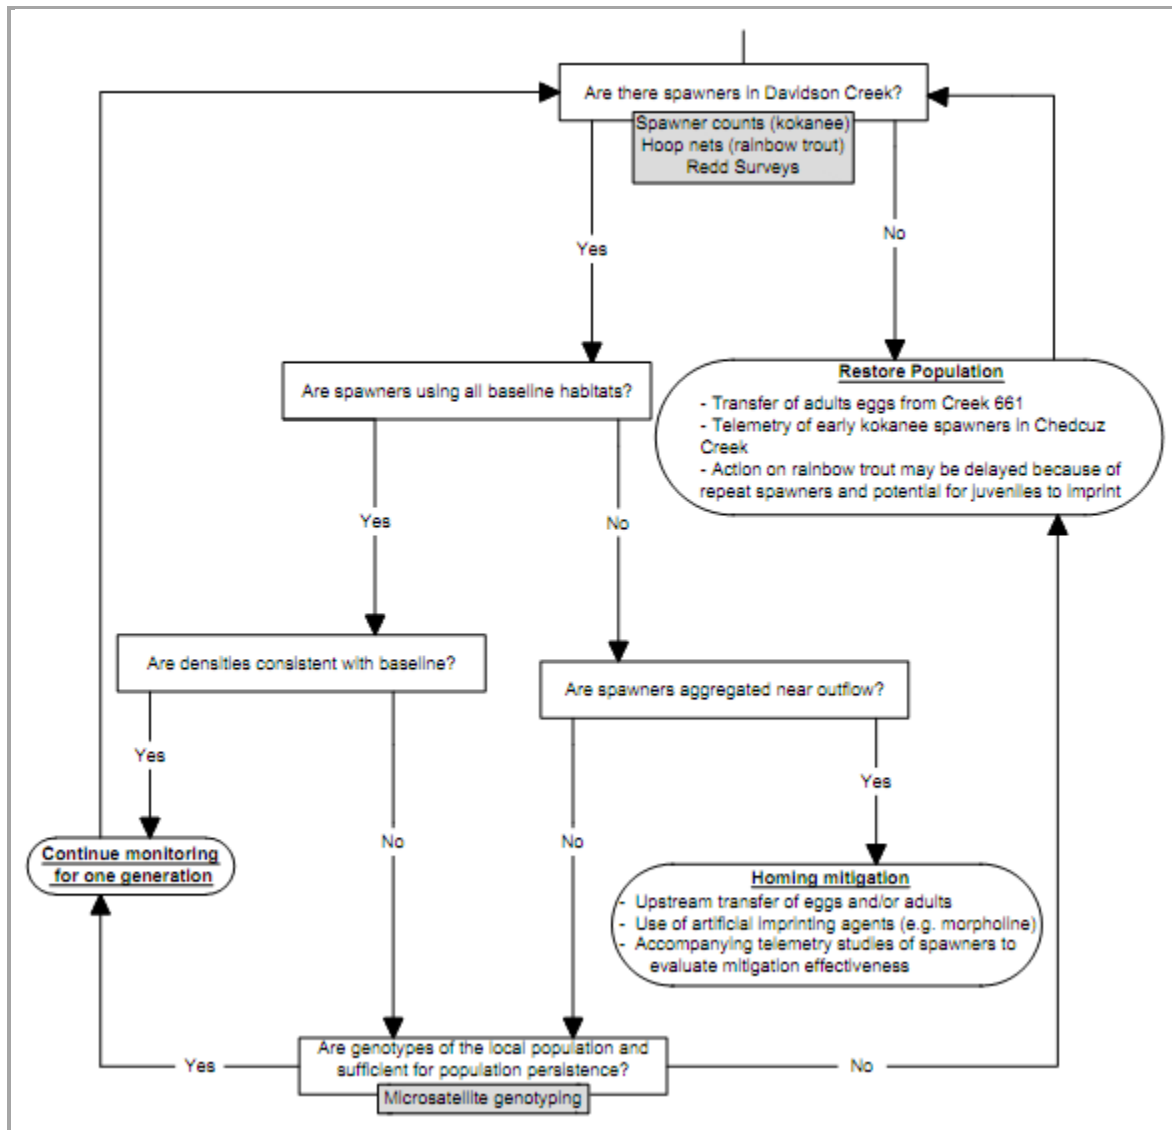 Are there spawners in Davidson Creek?
Spawner counts (kokanee)
Hoop nets (rainbow trout)
Redd Surveys
Yes
No
Are spawners using all baseline habitats?
Restore Population
- Transfer of adults eggs from Creek 661
- Telemetry of early kokanee spawners in Chedcuz
Creek
- Action on rainbow trout may be delayed because of
repeat spawners and potential for juveniles to imprint
Yes
No
Are densities consistent with baseline?
Are spawners aggregated near outflow?
Yes
No
No
Yes
Continue monitoring
for one generation
Homing mitigation
- Upstream transfer of eggs and/or adults
- Use of artificial imprinting agents (e.g. morpholine)
- Accompanying telemetry studies of spawners to
evaluate mitigation effectiveness
Are genotypes of the local population and
sufficient for population persistence?
Microsatellite genotyping
Yes
No